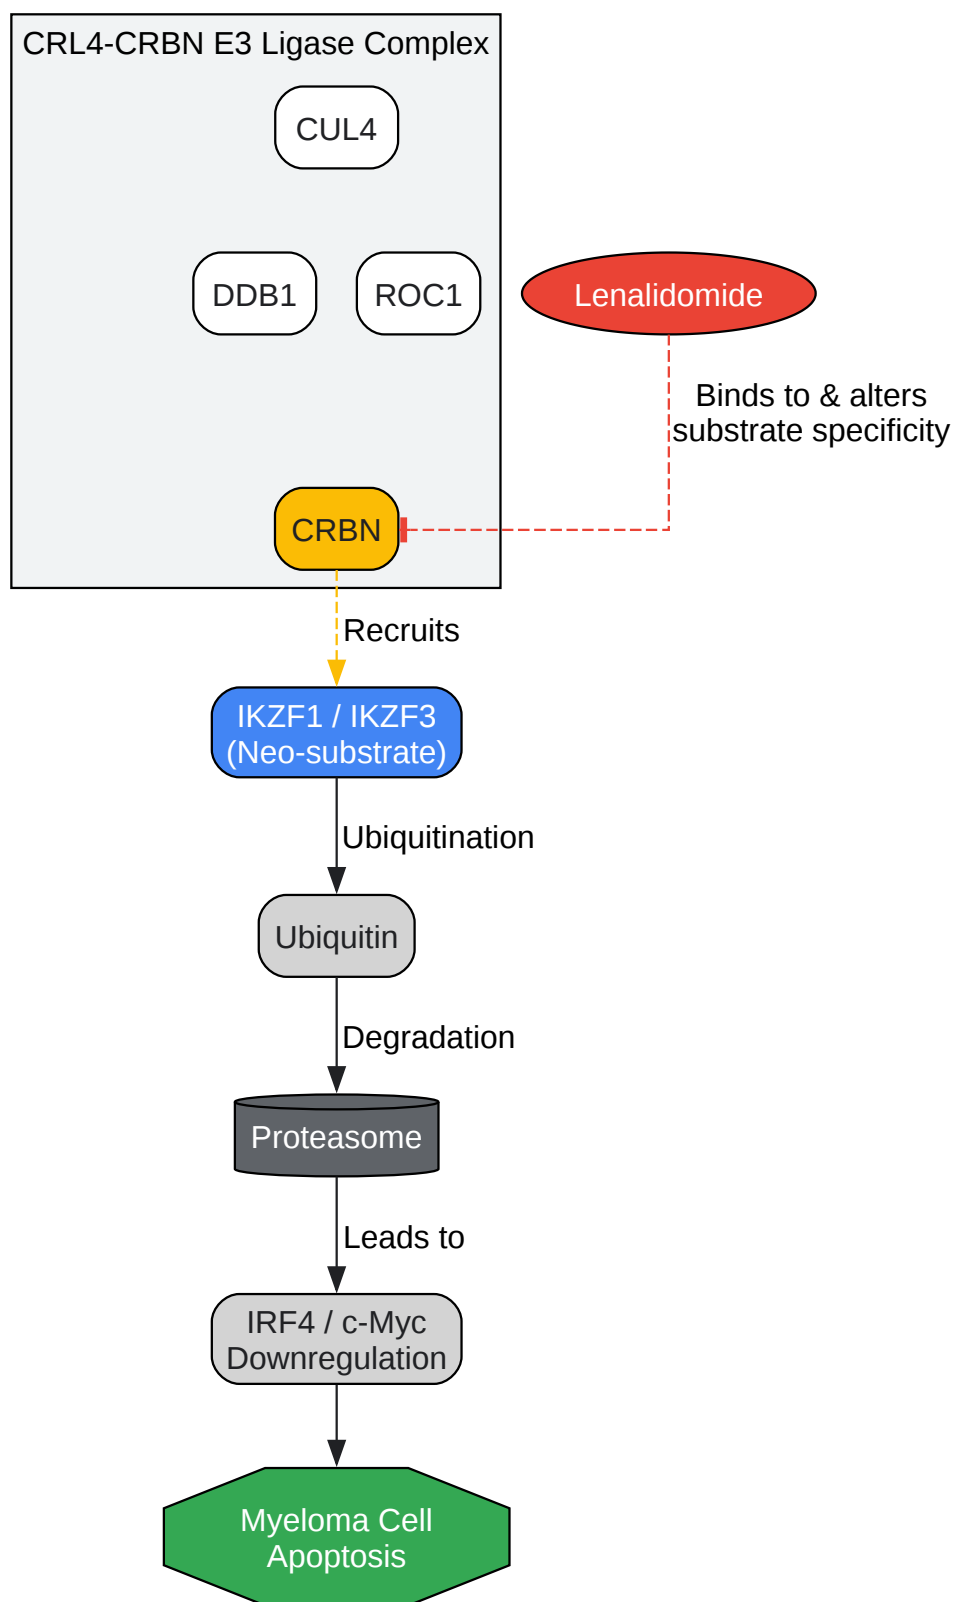 CRL4-CRBN E3 Ligase Complex
CUL4
DDB1
ROC1
Lenalidomide
Binds to & alters
substrate specificity
CRBN
Recruits
IKZF1 / IKZF3
(Neo-substrate)
Ubiquitination
Ubiquitin
Degradation
Proteasome
Leads to
IRF4 / c-Myc
Downregulation
Myeloma Cell
Apoptosis